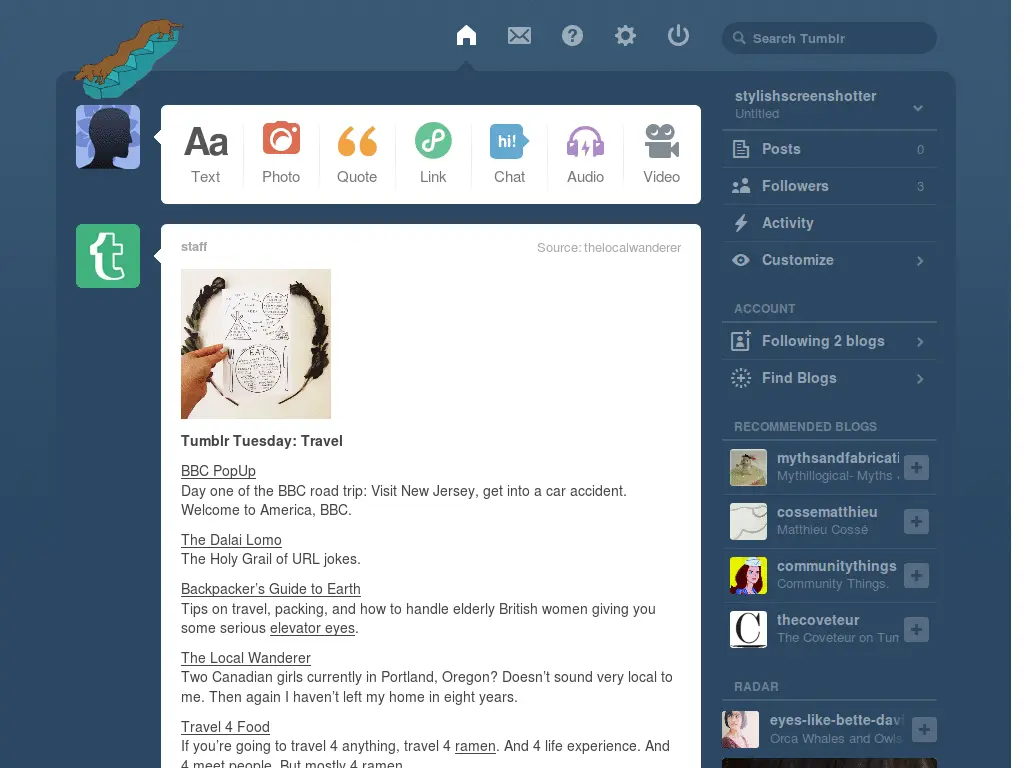 Search Tumblr
stylishscreenshotter
Untitled
Aa
hi!
Text
Photo
Quote
Link
Chat
Audio
Video
Posts 0
Followers 3
Activity
Customize
ACCOUNT
Following 2 blogs
Find Blogs
RECOMMENDED BLOGS
mythsandfabricati
Mythillogical- Myths
cossematthieu
Matthieu Cossé
communitythings
Community Things.
thecoveteur
The Coveteur on Tum
RADAR
eyes-like-bette-dav
Orca Whales and Owls
t
staff
Source: thelocalwanderer
EAT
Tumblr Tuesday: Travel
BBC PopUp
Day one of the BBC road trip: Visit New Jersey, get into a car accident.
Welcome to America, BBC.
The Dalai Lomo
The Holy Grail of URL jokes.
Backpacker’s Guide to Earth
Tips on travel, packing, and how to handle elderly British women giving you
some serious elevator eyes.
The Local Wanderer
Two Canadian girls currently in Portland, Oregon? Doesn’t sound very local to
me. Then again I haven’t left my home in eight years.
Travel 4 Food
If you’re going to travel 4 anything, travel 4 ramen. And 4 life experience. And
4 meet people. But mostly 4 ramen.